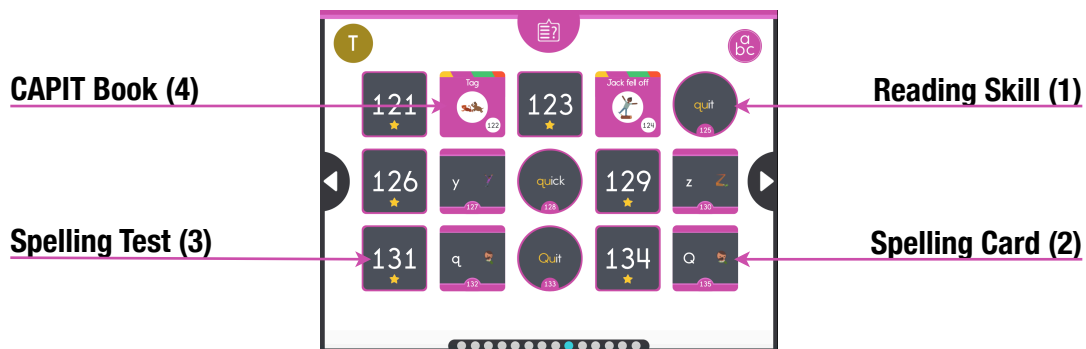 T
?
a
bc
CAPIT Book (4)
Reading Skill (1)
121
Tag
122
123
Jack fell off
124
quit
125
126
y
127
quick
128
129
z
130
Spelling Test (3)
Spelling Card (2)
131
q
132
Quit
133
134
Q
135